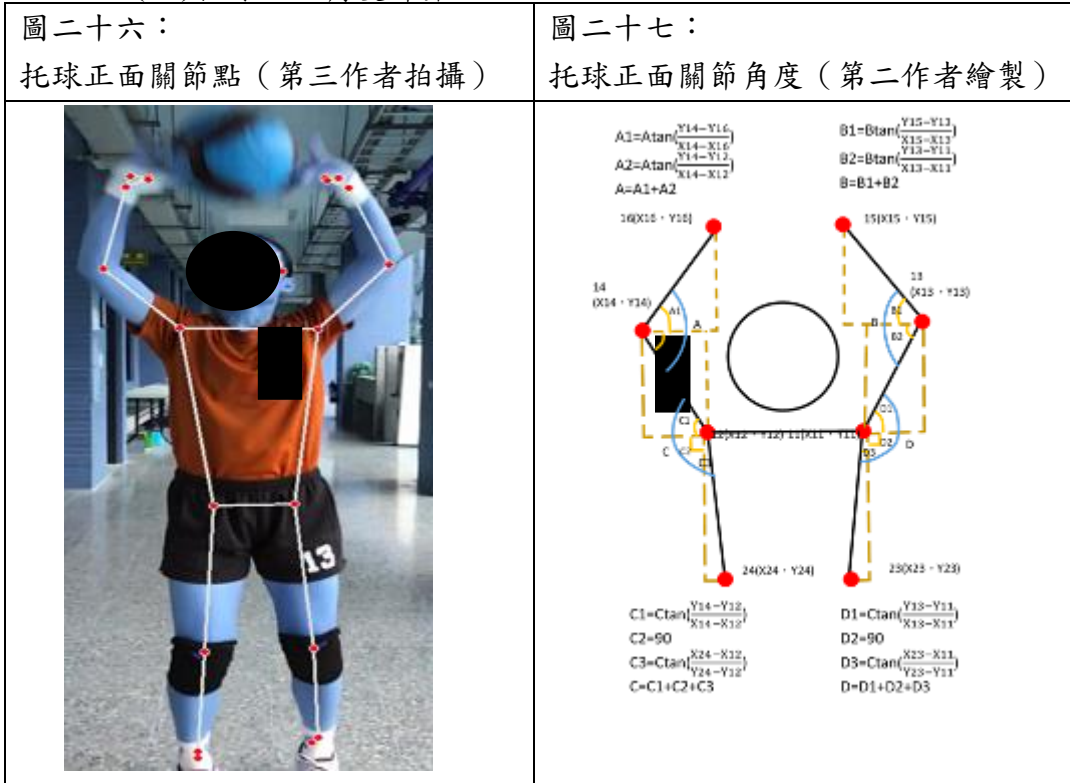 圖二十六：
托球正面關節點（第三作者拍攝）
圖二十七：
托球正面關節角度（第二作者繪製）
13
A1=Atan(Y14−Y16/X14−X16)
A2=Atan(Y14−Y12/X14−X12)
A=A1+A2
B1=Btan(Y15−Y13/X15−X13)
B2=Btan(Y13−Y11/X13−X11)
B=B1+B2
16(X16，Y16)
15(X15，Y15)
14
(X14，Y14)
13
(X13，Y13)
A1
A
B1
B
B2
C1
C
C2
D1
D2
D
D3
24(X24，Y24)
23(X23，Y23)
C1=Ctan(Y14−Y12/X14−X12)
C2=90
C3=Ctan(X24−X12/Y24−Y12)
C=C1+C2+C3
D1=Ctan(Y13−Y11/X13−X11)
D2=90
D3=Ctan(X23−X11/Y23−Y11)
D=D1+D2+D3